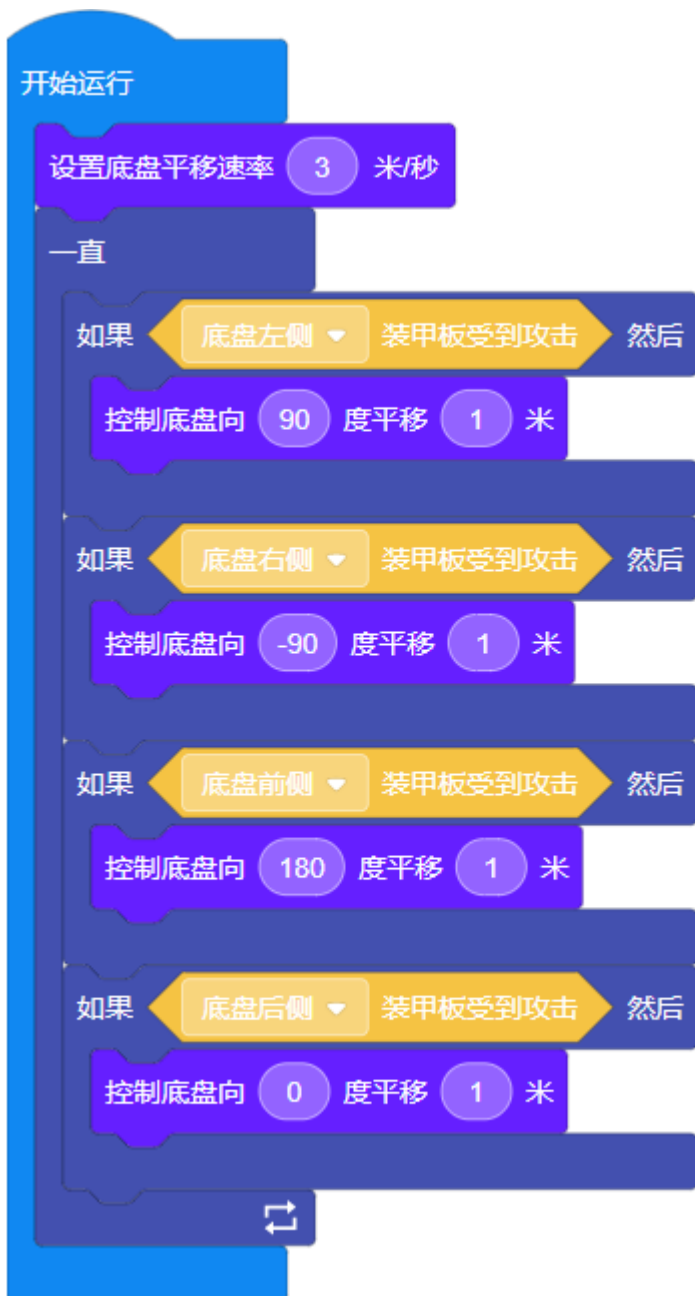 开始运行
设置底盘平移速率 3 米/秒
一直
如果 底盘左侧 装甲板受到攻击 然后
控制底盘向 90 度平移 1 米
如果 底盘右侧 装甲板受到攻击 然后
控制底盘向 -90 度平移 1 米
如果 底盘前侧 装甲板受到攻击 然后
控制底盘向 180 度平移 1 米
如果 底盘后侧 装甲板受到攻击 然后
控制底盘向 0 度平移 1 米